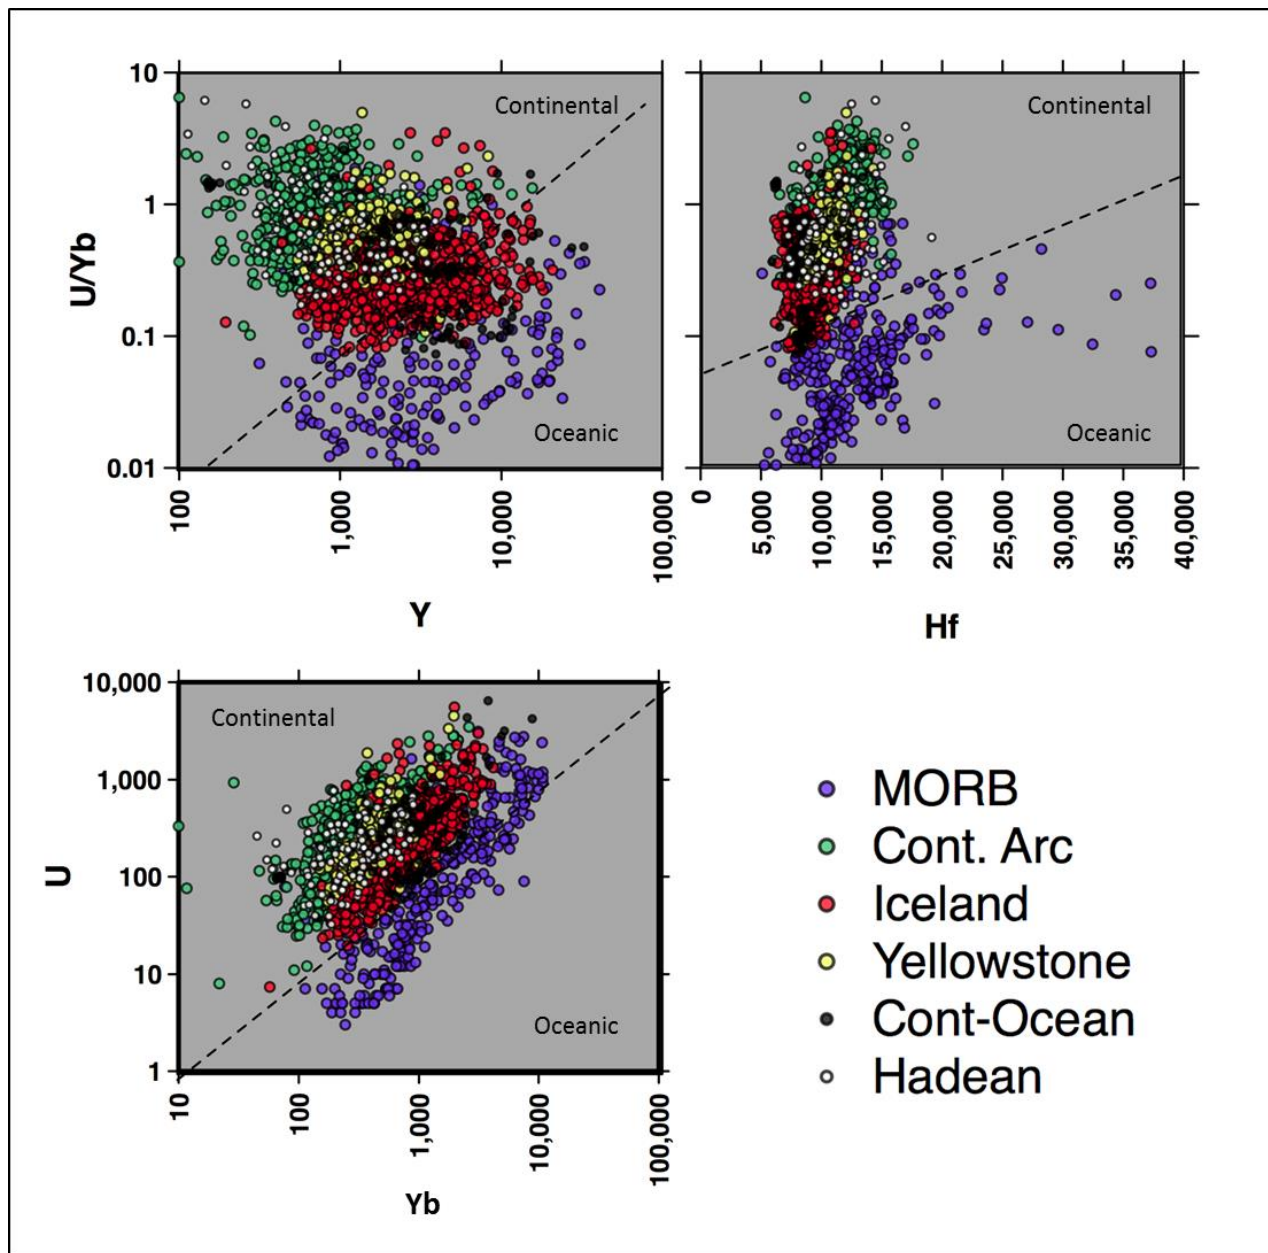 10
1
0.1
0.01
U/Yb
Continental
Oceanic
100
1,000
10,000
100,000
Y
Continental
Oceanic
0
5,000
10,000
15,000
20,000
25,000
30,000
35,000
40,000
Hf
10,000
1,000
100
10
1
U
Continental
Oceanic
10
100
1,000
10,000
100,000
Yb
MORB
Cont. Arc
Iceland
Yellowstone
Cont-Ocean
Hadean